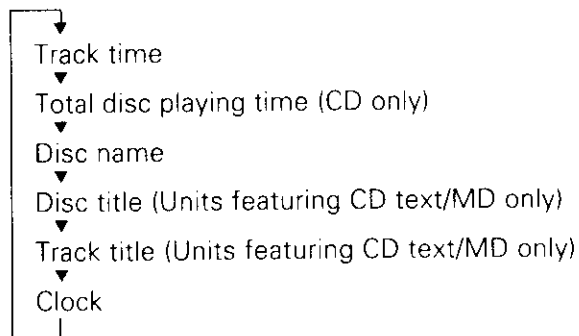 Track time
Total disc playing time (CD only)
Disc name
Disc title (Units featuring CD text/MD only)
Track title (Units featuring CD text/MD only)
Clock